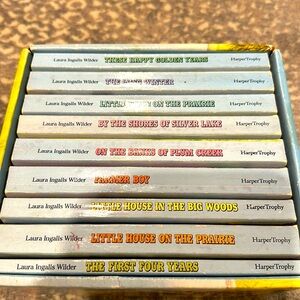 Laura Ingalls Wilder THESE HAPPY GOLDEN YEARS HarperTrophy
Laura Ingalls Wilder THE LONG WINTER HarperTrophy
Laura Ingalls Wilder LITTLE ON THE PRAIRIE HarperTrophy
Laura Ingalls Wilder BY THE SHORES OF SILVER LAKE HarperTrophy
Laura Ingalls Wilder ON THE BANKS OF PLUM CREEK HarperTrophy
Laura Ingalls Wilder FARMER BOY HarperTrophy
Laura Ingalls Wilder LITTLE HOUSE IN THE BIG WOODS HarperTrophy
Laura Ingalls Wilder LITTLE HOUSE ON THE PRAIRIE HarperTrophy
Laura Ingalls Wilder THE FIRST FOUR YEARS HarperTrophy